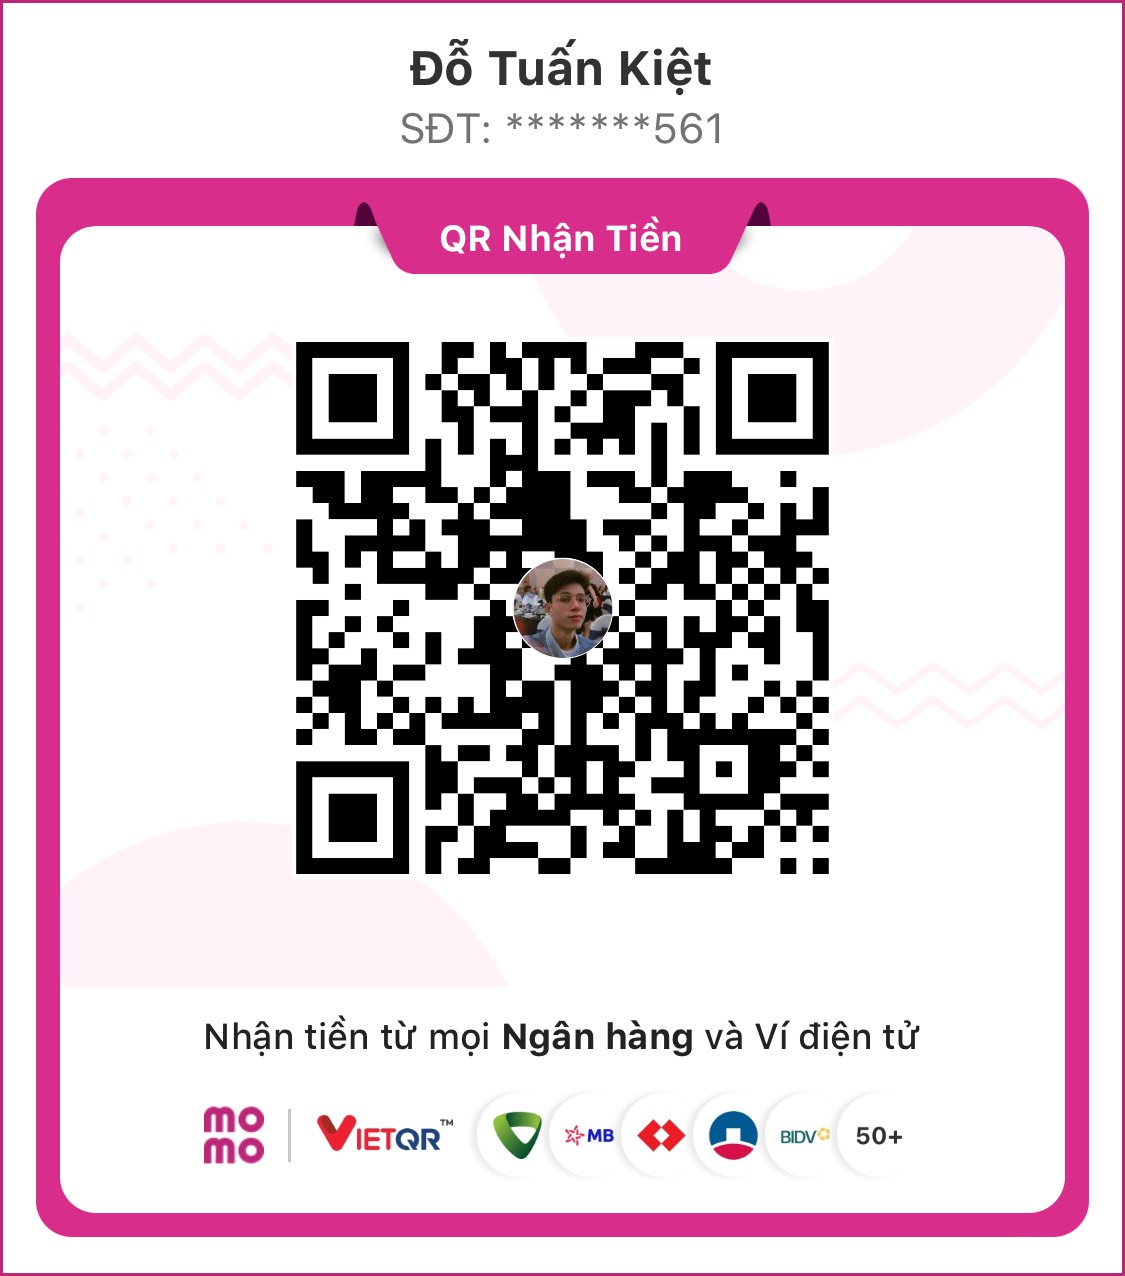 Đỗ Tuấn Kiệt
SĐT: *******561
QR Nhận Tiền
Nhận tiền từ mọi Ngân hàng và Ví điện tử
mo
mo
VIETQR™
MB
BIDV
50+